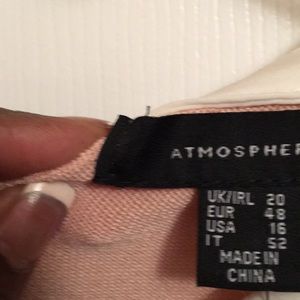 ATMOSPHER
UK/IRL 20
EUR 48
USA 16
IT 52
MADE IN
CHINA